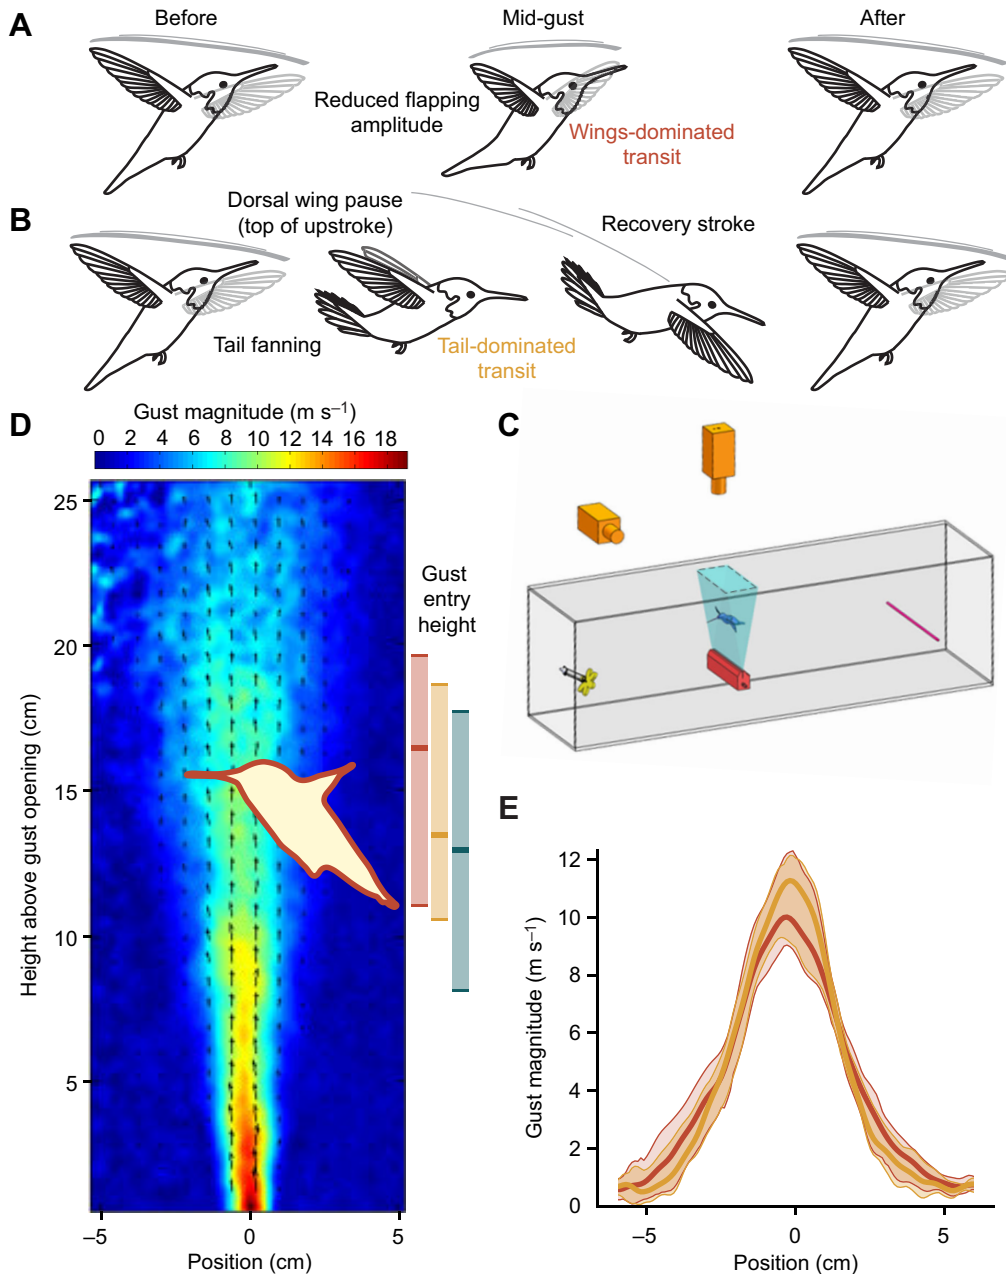 A
Before
Mid-gust
After
Reduced flapping
amplitude
Wings-dominated
transit
B
Dorsal wing pause
(top of upstroke)
Recovery stroke
Tail fanning
Tail-dominated
transit
D
Gust magnitude (m s–1)
0 2 4 6 8 10 12 14 16 18
25
20
15
10
5
Height above gust opening (cm)
–5 0 5
Position (cm)
Gust
entry
height
C
E
12
10
8
6
4
2
0
Gust magnitude (m s–1)
–5 0 5
Position (cm)